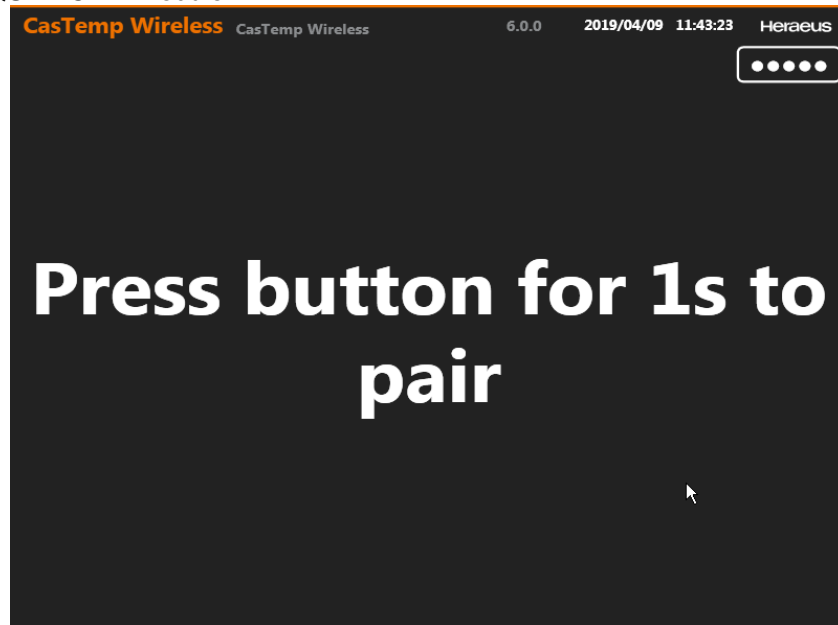 CasTemp Wireless CasTemp Wireless 6.0.0 2019/04/09 11:43:23 Heraeus
Press button for 1s to
pair